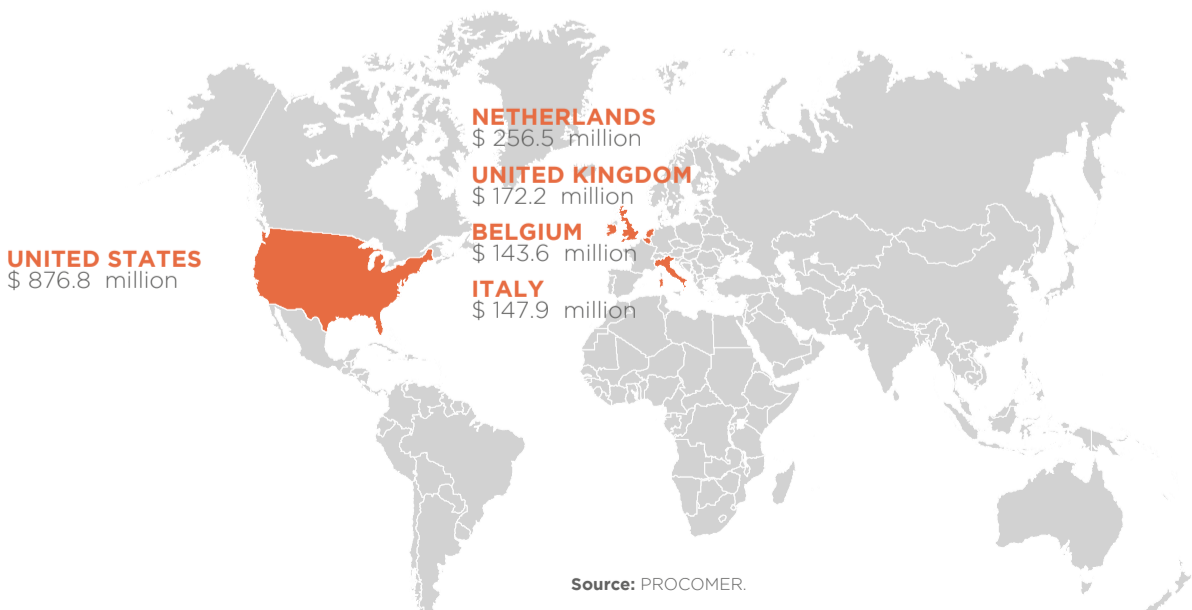 NETHERLANDS
$ 256.5 million
UNITED KINGDOM
$ 172.2 million
BELGIUM
$ 143.6 million
ITALY
$ 147.9 million
UNITED STATES
$ 876.8 million
Source: PROCOMER.